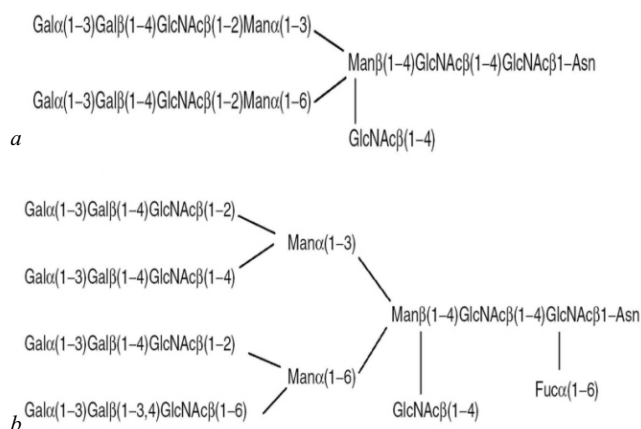 Galα(1–3)Galβ(1–4)GlcNAcβ(1–2)Manα(1–3)
Manβ(1–4)GlcNAcβ(1–4)GlcNAcβ1–Asn
Galα(1–3)Galβ(1–4)GlcNAcβ(1–2)Manα(1–6)
GlcNAcβ(1–4)
a
Galα(1–3)Galβ(1–4)GlcNAcβ(1–2)
Manα(1–3)
Galα(1–3)Galβ(1–4)GlcNAcβ(1–4)
Manβ(1–4)GlcNAcβ(1–4)GlcNAcβ1–Asn
Galα(1–3)Galβ(1–4)GlcNAcβ(1–2)
Manα(1–6)
Fucα(1–6)
Galα(1–3)Galβ(1–3,4)GlcNAcβ(1–6)
GlcNAcβ(1–4)
b